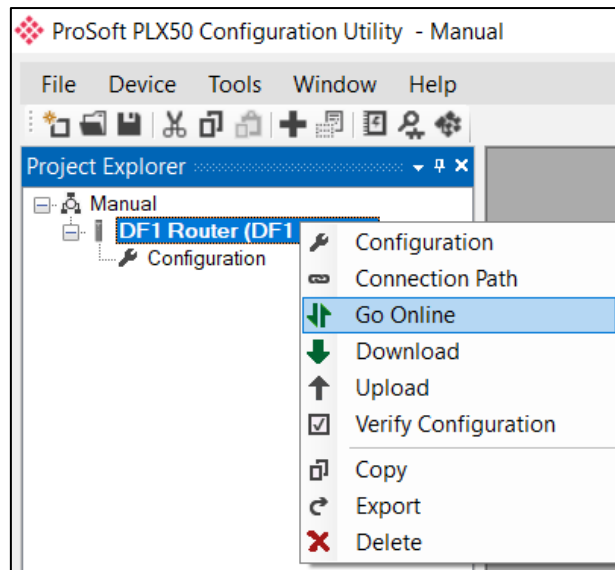 ProSoft PLX50 Configuration Utility - Manual
File Device Tools Window Help
Project Explorer
Manual
DF1 Router (DF1
Configuration
Configuration
Connection Path
Go Online
Download
Upload
Verify Configuration
Copy
Export
Delete